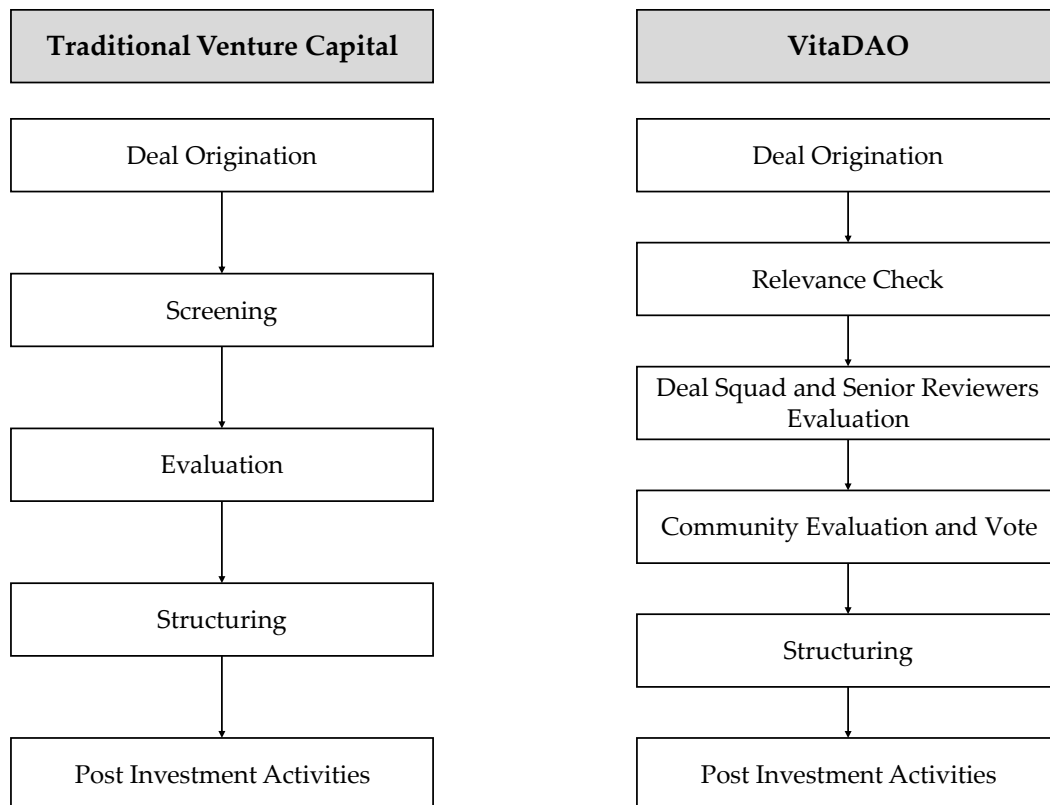 Traditional Venture Capital
Deal Origination
Screening
Evaluation
Structuring
Post Investment Activities
VitaDAO
Deal Origination
Relevance Check
Deal Squad and Senior Reviewers
Evaluation
Community Evaluation and Vote
Structuring
Post Investment Activities